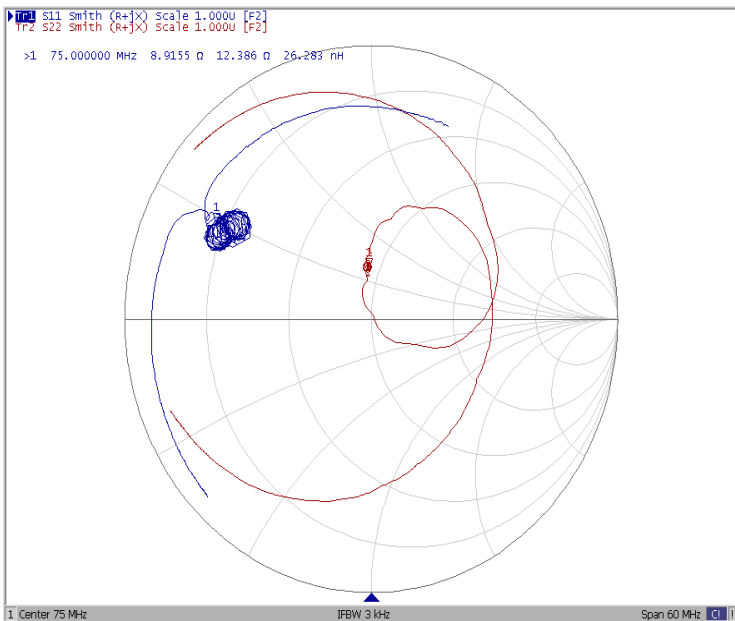 Tr1 S11 Smith (R+jX) Scale 1.000U [F2]
Tr2 S22 Smith (R+jX) Scale 1.000U [F2]
>1 75.000000 MHz 8.9155 Ω 12.386 Ω 26.283 nH
1
1
1 Center 75 MHz IFBW 3 kHz Span 60 MHz C! !